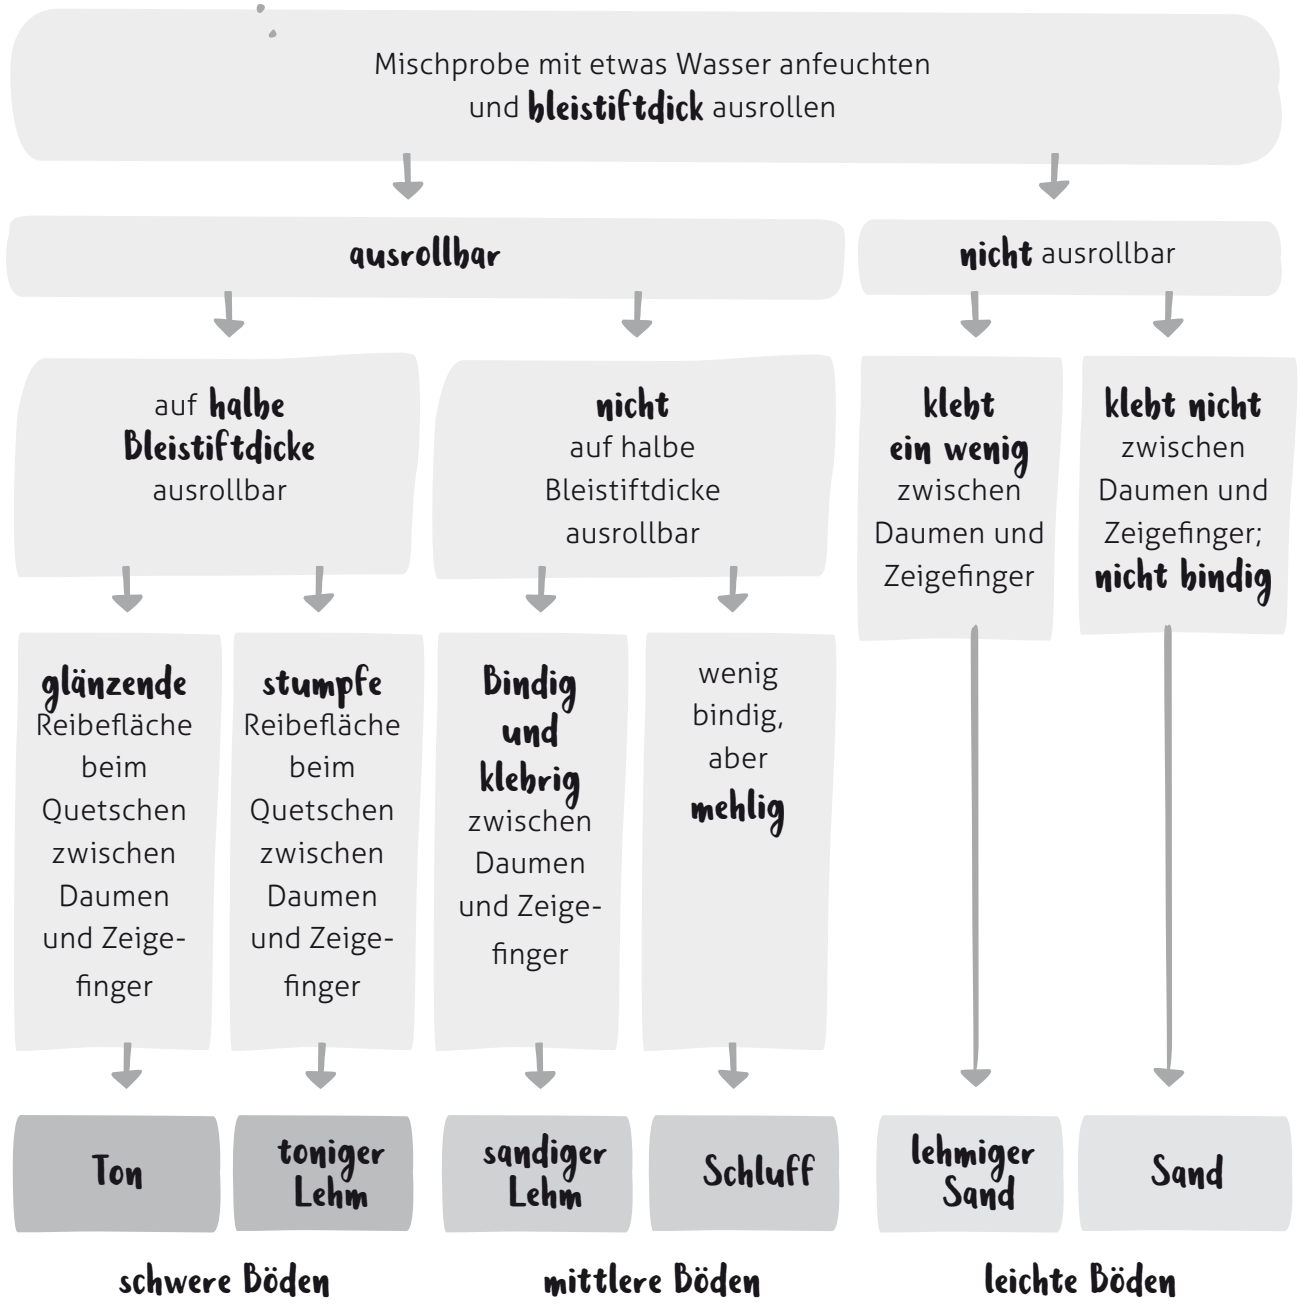 Mischprobe mit etwas Wasser anfeuchten
und bleistiftdick ausrollen
ausrollbar
nicht ausrollbar
auf halbe
Bleistiftdicke
ausrollbar
nicht
auf halbe
Bleistiftdicke
ausrollbar
klebt
ein wenig
zwischen
Daumen und
Zeigefinger
klebt nicht
zwischen
Daumen und
Zeigefinger;
nicht bindig
glänzende
Reibefläche
beim
Quetschen
zwischen
Daumen
und Zeige-
finger
stumpfe
Reibefläche
beim
Quetschen
zwischen
Daumen
und Zeige-
finger
Bindig
und
klebrig
zwischen
Daumen
und Zeige-
finger
wenig
bindig,
aber
mehlig
Ton
toniger
Lehm
sandiger
Lehm
Schluff
lehmiger
Sand
Sand
schwere Böden
mittlere Böden
leichte Böden